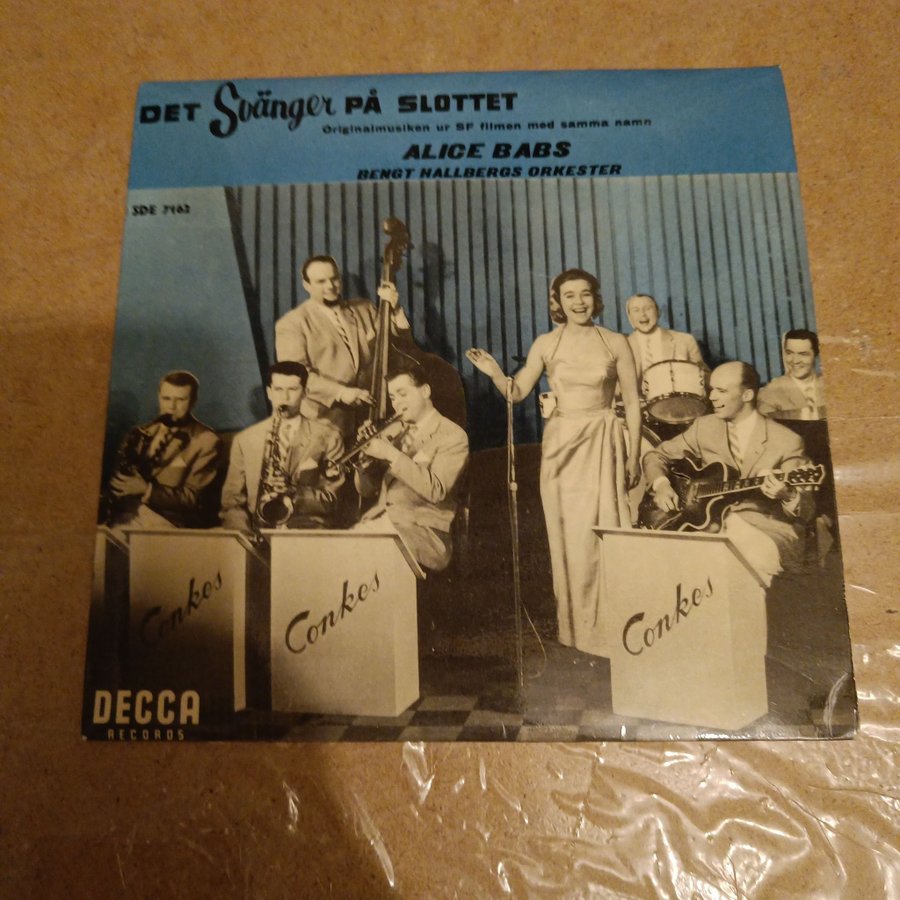 DET Svänger PÅ SLOTTET
Originalmusiken ur SF filmen med samma namn
ALICE BABS
BENGT HALLBERGS ORKESTER
SDE 7162
Conkes
Conkes
Conkes
DECCA
RECORDS